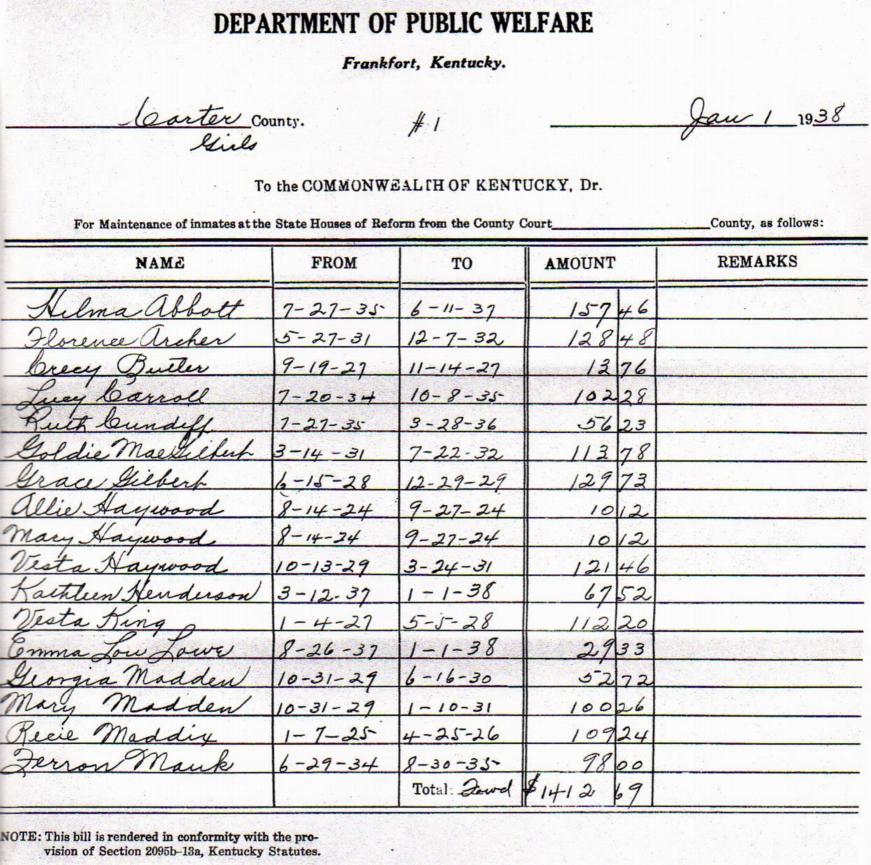 DEPARTMENT OF PUBLIC WELFARE
Frankfort, Kentucky.
Carter County. #1 Jan 1 1938
Girls
To the COMMONWEALTH OF KENTUCKY, Dr.
For Maintenance of inmates at the State Houses of Reform from the County Court County, as follows:
NAME FROM TO AMOUNT REMARKS
Hilma Abbott 7-27-35 6-11-37 157 46
Florence Archer 5-27-31 12-7-32 128 48
Crecy Butler 9-19-27 11-14-27 13 76
Lucy Carroll 7-20-34 10-8-35 102 28
Ruth Cundiff 7-27-35 3-28-36 56 23
Goldie Mae Gilbert 3-14-31 7-22-32 113 78
Grace Gilbert 6-15-28 12-29-29 129 73
Allie Haywood 8-14-24 9-27-24 10 12
Mary Haywood 8-14-24 9-27-24 10 12
Vesta Haywood 10-13-29 3-24-31 121 46
Kathleen Henderson 3-12-37 1-1-38 67 52
Vesta King 1-4-27 5-5-28 112 20
Emma Lou Lowe 8-26-37 1-1-38 29 33
Georgia Madden 10-31-29 6-16-30 52 72
Mary Madden 10-31-29 1-10-31 100 26
Recie Maddix 1-7-25 4-25-26 109 24
Ferron Mauk 6-29-34 8-30-35 98 00
Total: Fowd $1412 69
NOTE: This bill is rendered in conformity with the pro-
vision of Section 2095b-13a, Kentucky Statutes.